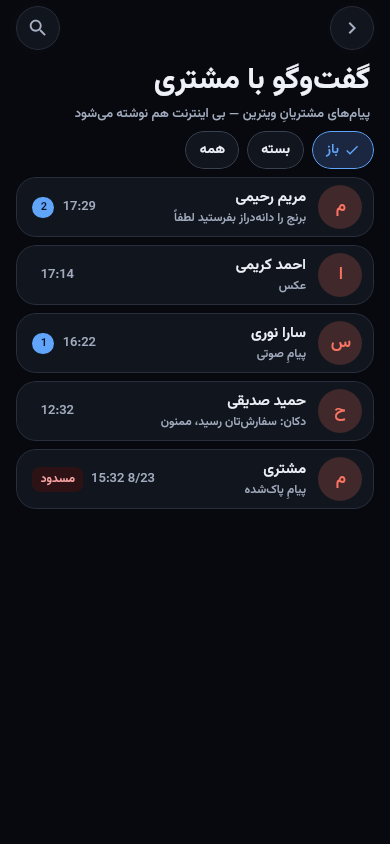 گفت‌وگو با مشتری
پیام‌های مشتریانِ ویترین — بی اینترنت هم نوشته می‌شود
باز
بسته
همه
م
مریم رحیمی
برنج را دانه‌دراز بفرستید لطفاً
17:29
2
ا
احمد کریمی
عکس
17:14
س
سارا نوری
پیامِ صوتی
16:22
1
ح
حمید صدیقی
دکان: سفارش‌تان رسید، ممنون
12:32
م
مشتری
پیامِ پاک‌شده
15:32 8/23
مسدود